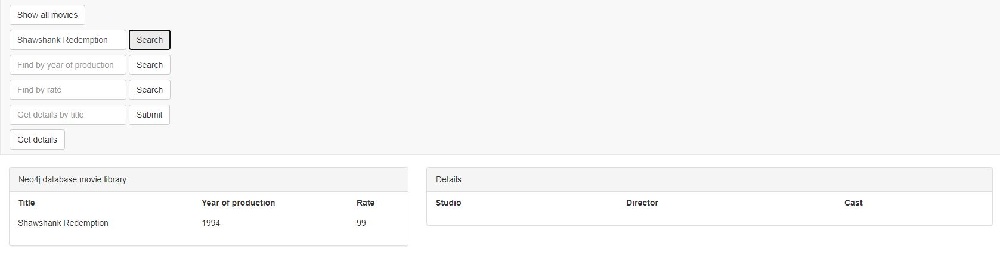 Show all movies
Shawshank Redemption Search
Find by year of production Search
Find by rate Search
Get details by title Submit
Get details
Neo4j database movie library
Title Year of production Rate
Shawshank Redemption 1994 99
Details
Studio Director Cast